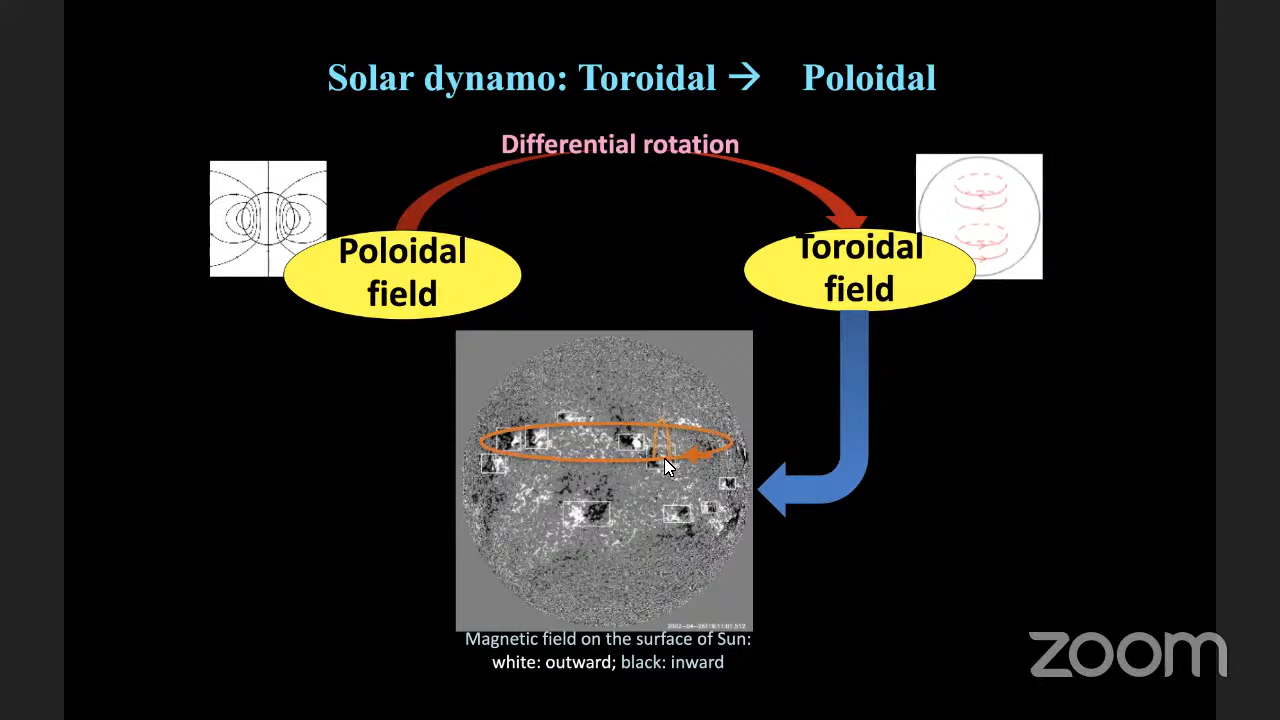 Solar dynamo: Toroidal → Poloidal
Differential rotation
Poloidal
field
Toroidal
field
Magnetic field on the surface of Sun:
white: outward; black: inward
zoom